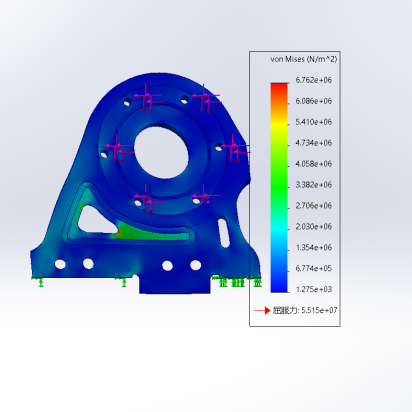 von Mises (N/m^2)
6.762e+06
6.086e+06
5.410e+06
4.734e+06
4.058e+06
3.382e+06
2.706e+06
2.030e+06
1.354e+06
6.774e+05
1.275e+03
屈服力: 5.515e+07